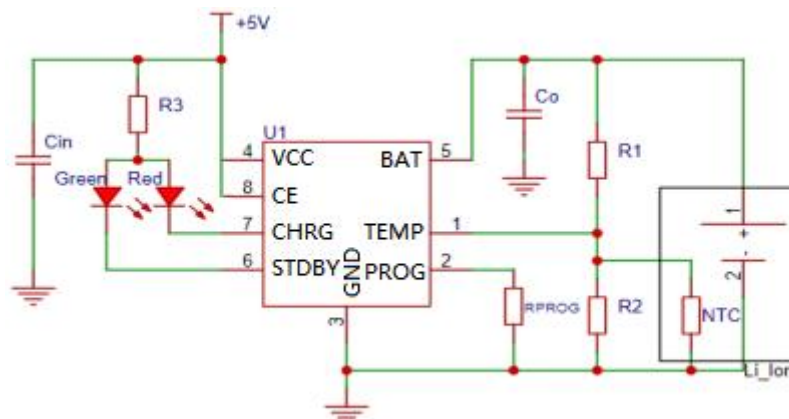 +5V
R3
Cin
Green
Red
U1
4
VCC
8
CE
7
CHRG
6
STDBY
GND
3
BAT
5
TEMP
1
PROG
2
Co
R1
RPROG
R2
NTC
1
+
-
2
Li_Ion